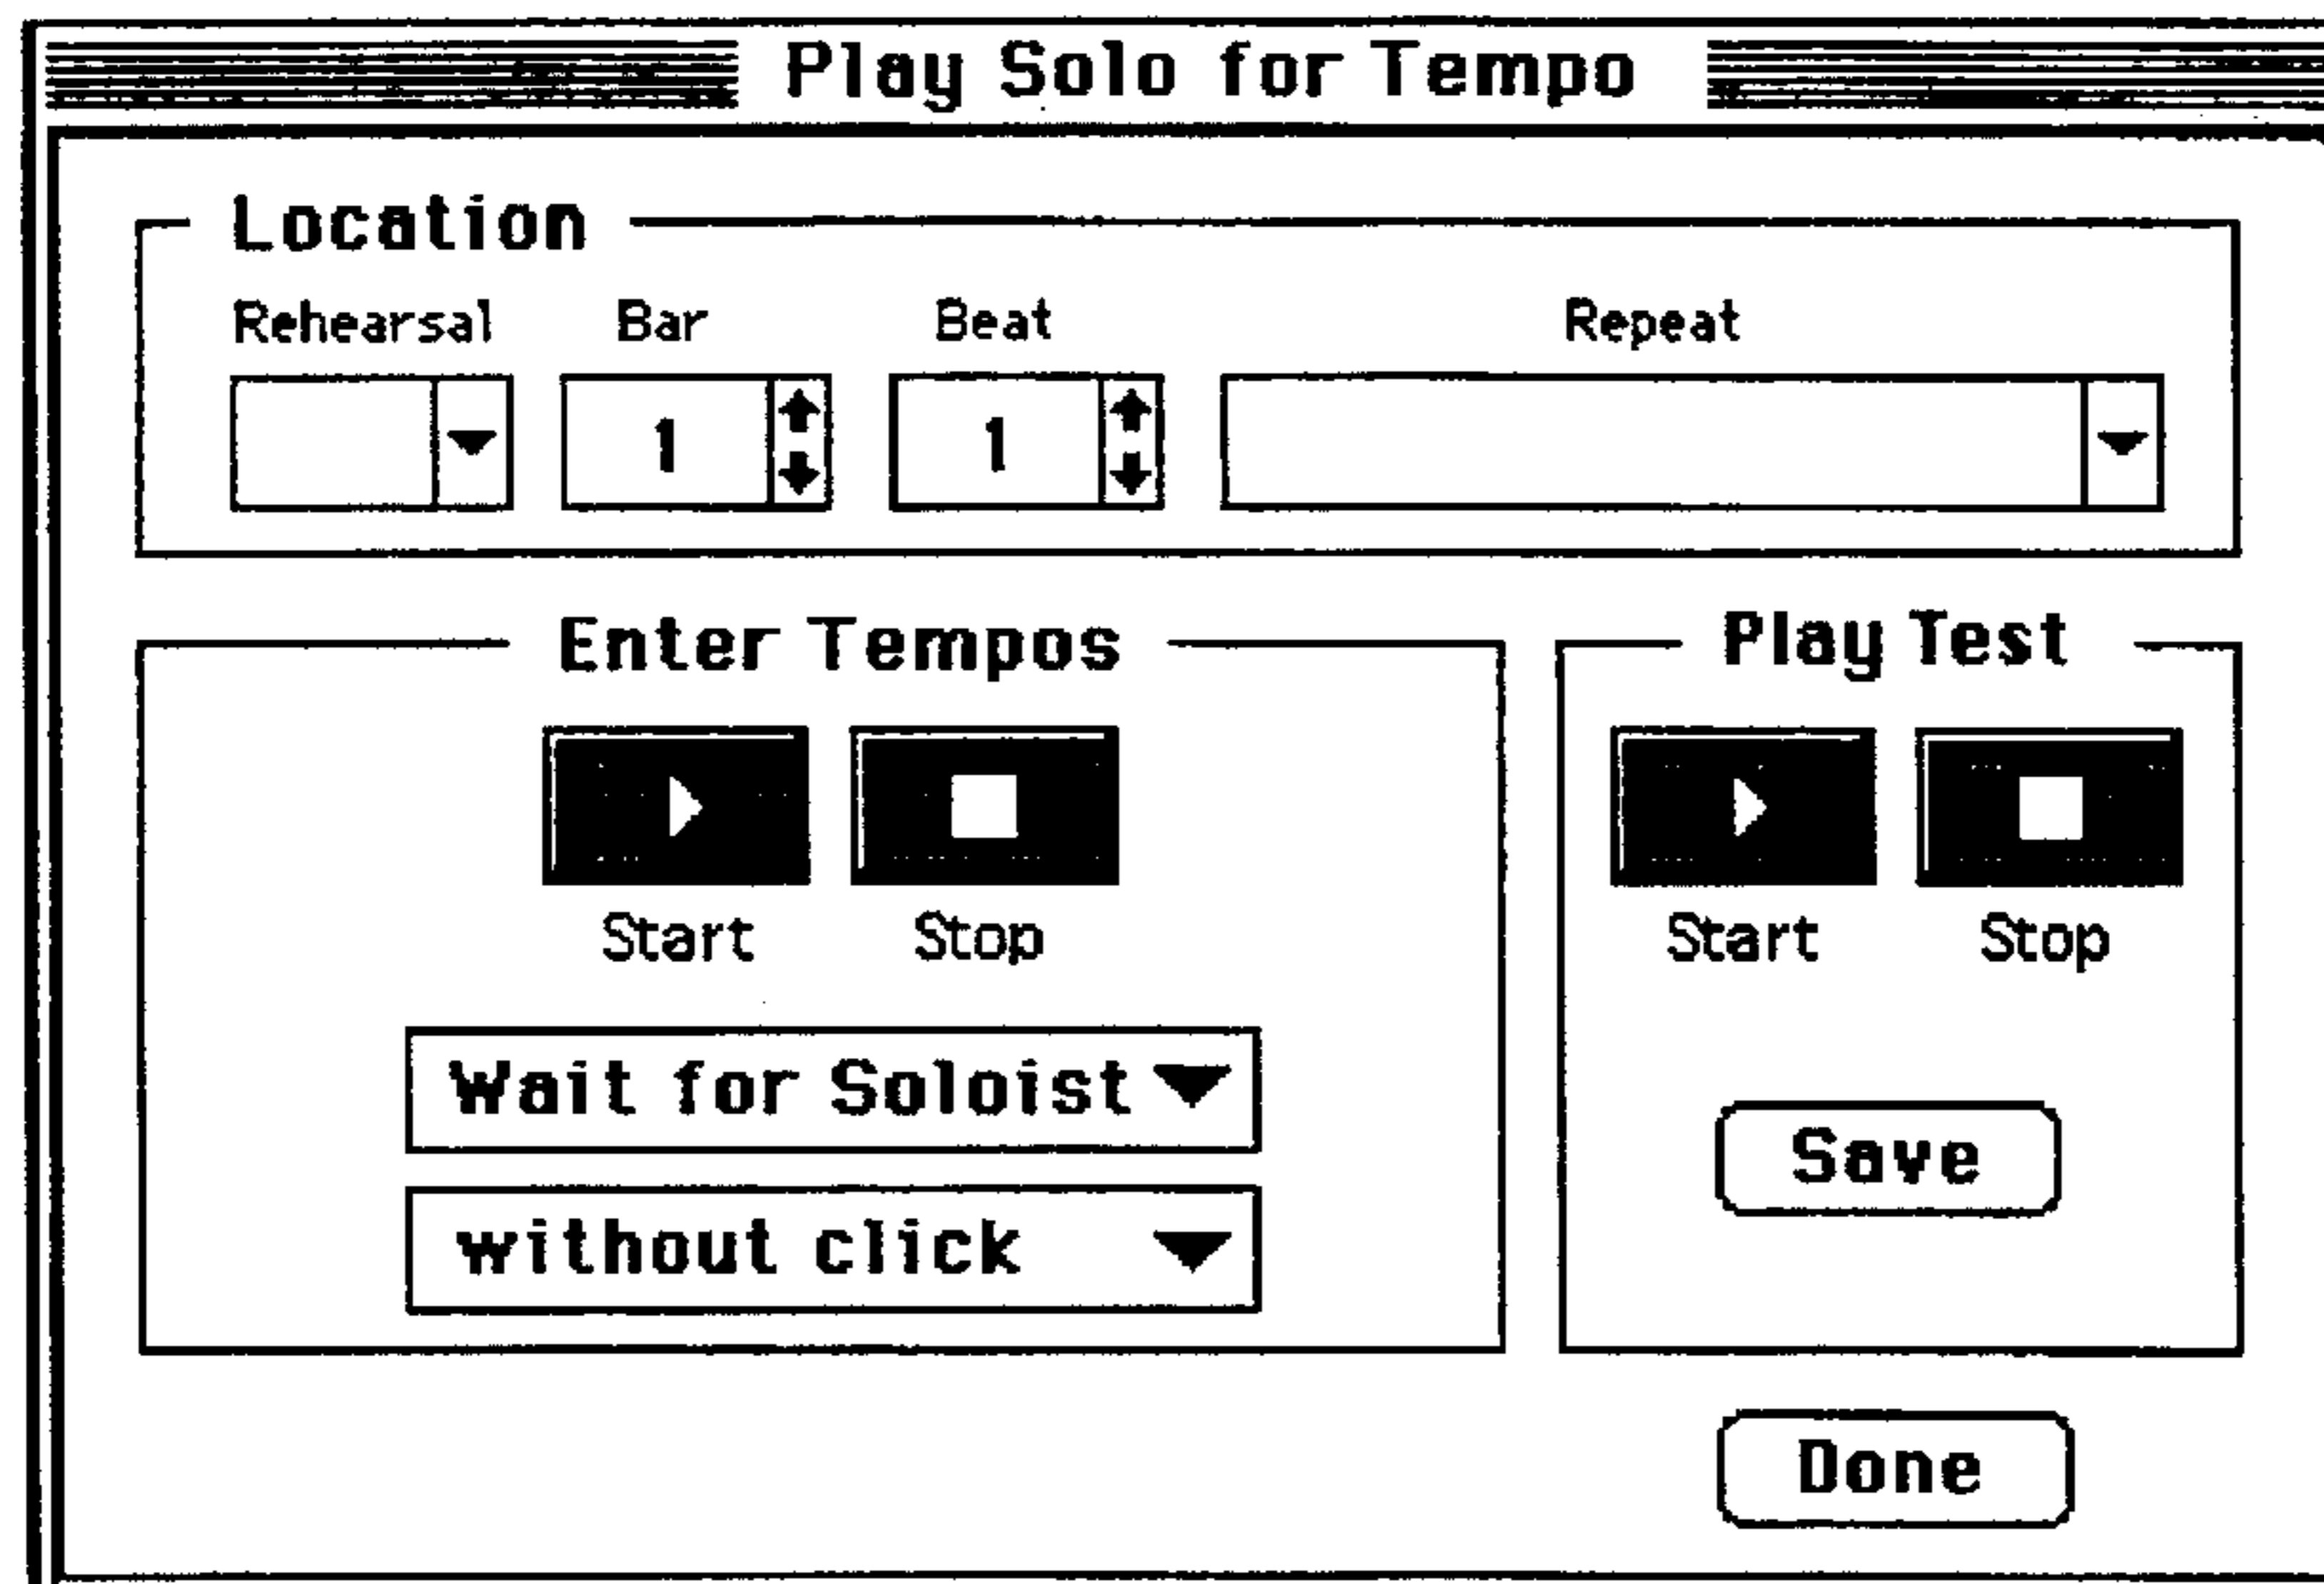 Play Solo for Tempo
Location
Rehearsal Bar Beat Repeat
1 1
Enter Tempos Play Test
Start Stop Start Stop
Wait for Soloist
Save
without click
Done